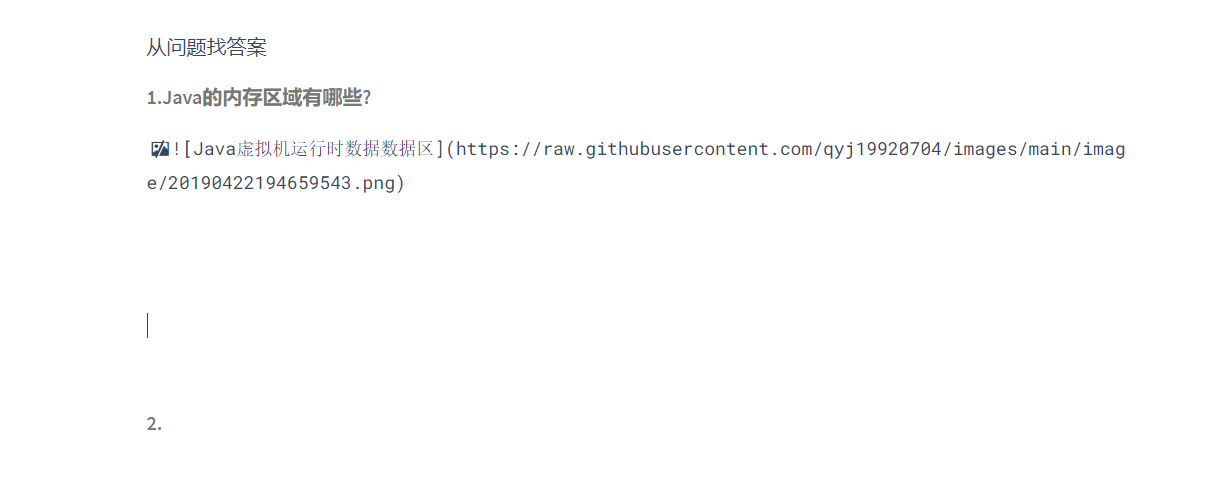 从问题找答案
1.Java的内存区域有哪些?
![Java虚拟机运行时数据数据区](https://raw.githubusercontent.com/qyj19920704/images/main/imag
e/20190422194659543.png)
2.